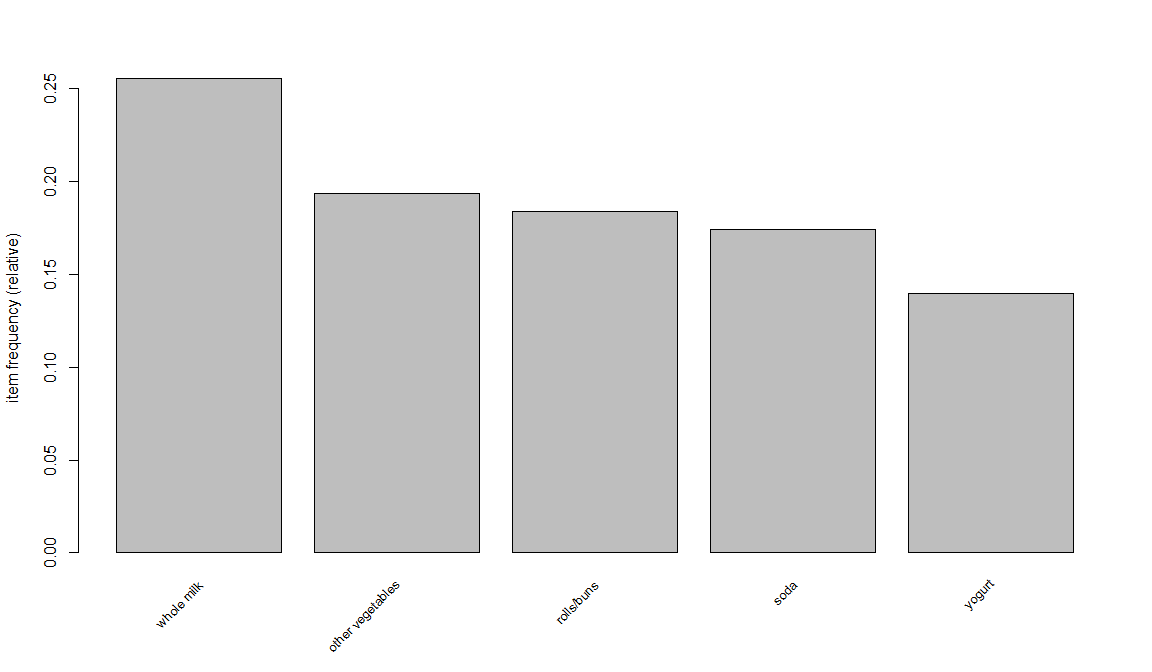 item frequency (relative)
0.25
0.20
0.15
0.10
0.05
0.00
whole milk
other vegetables
rolls/buns
soda
yogurt